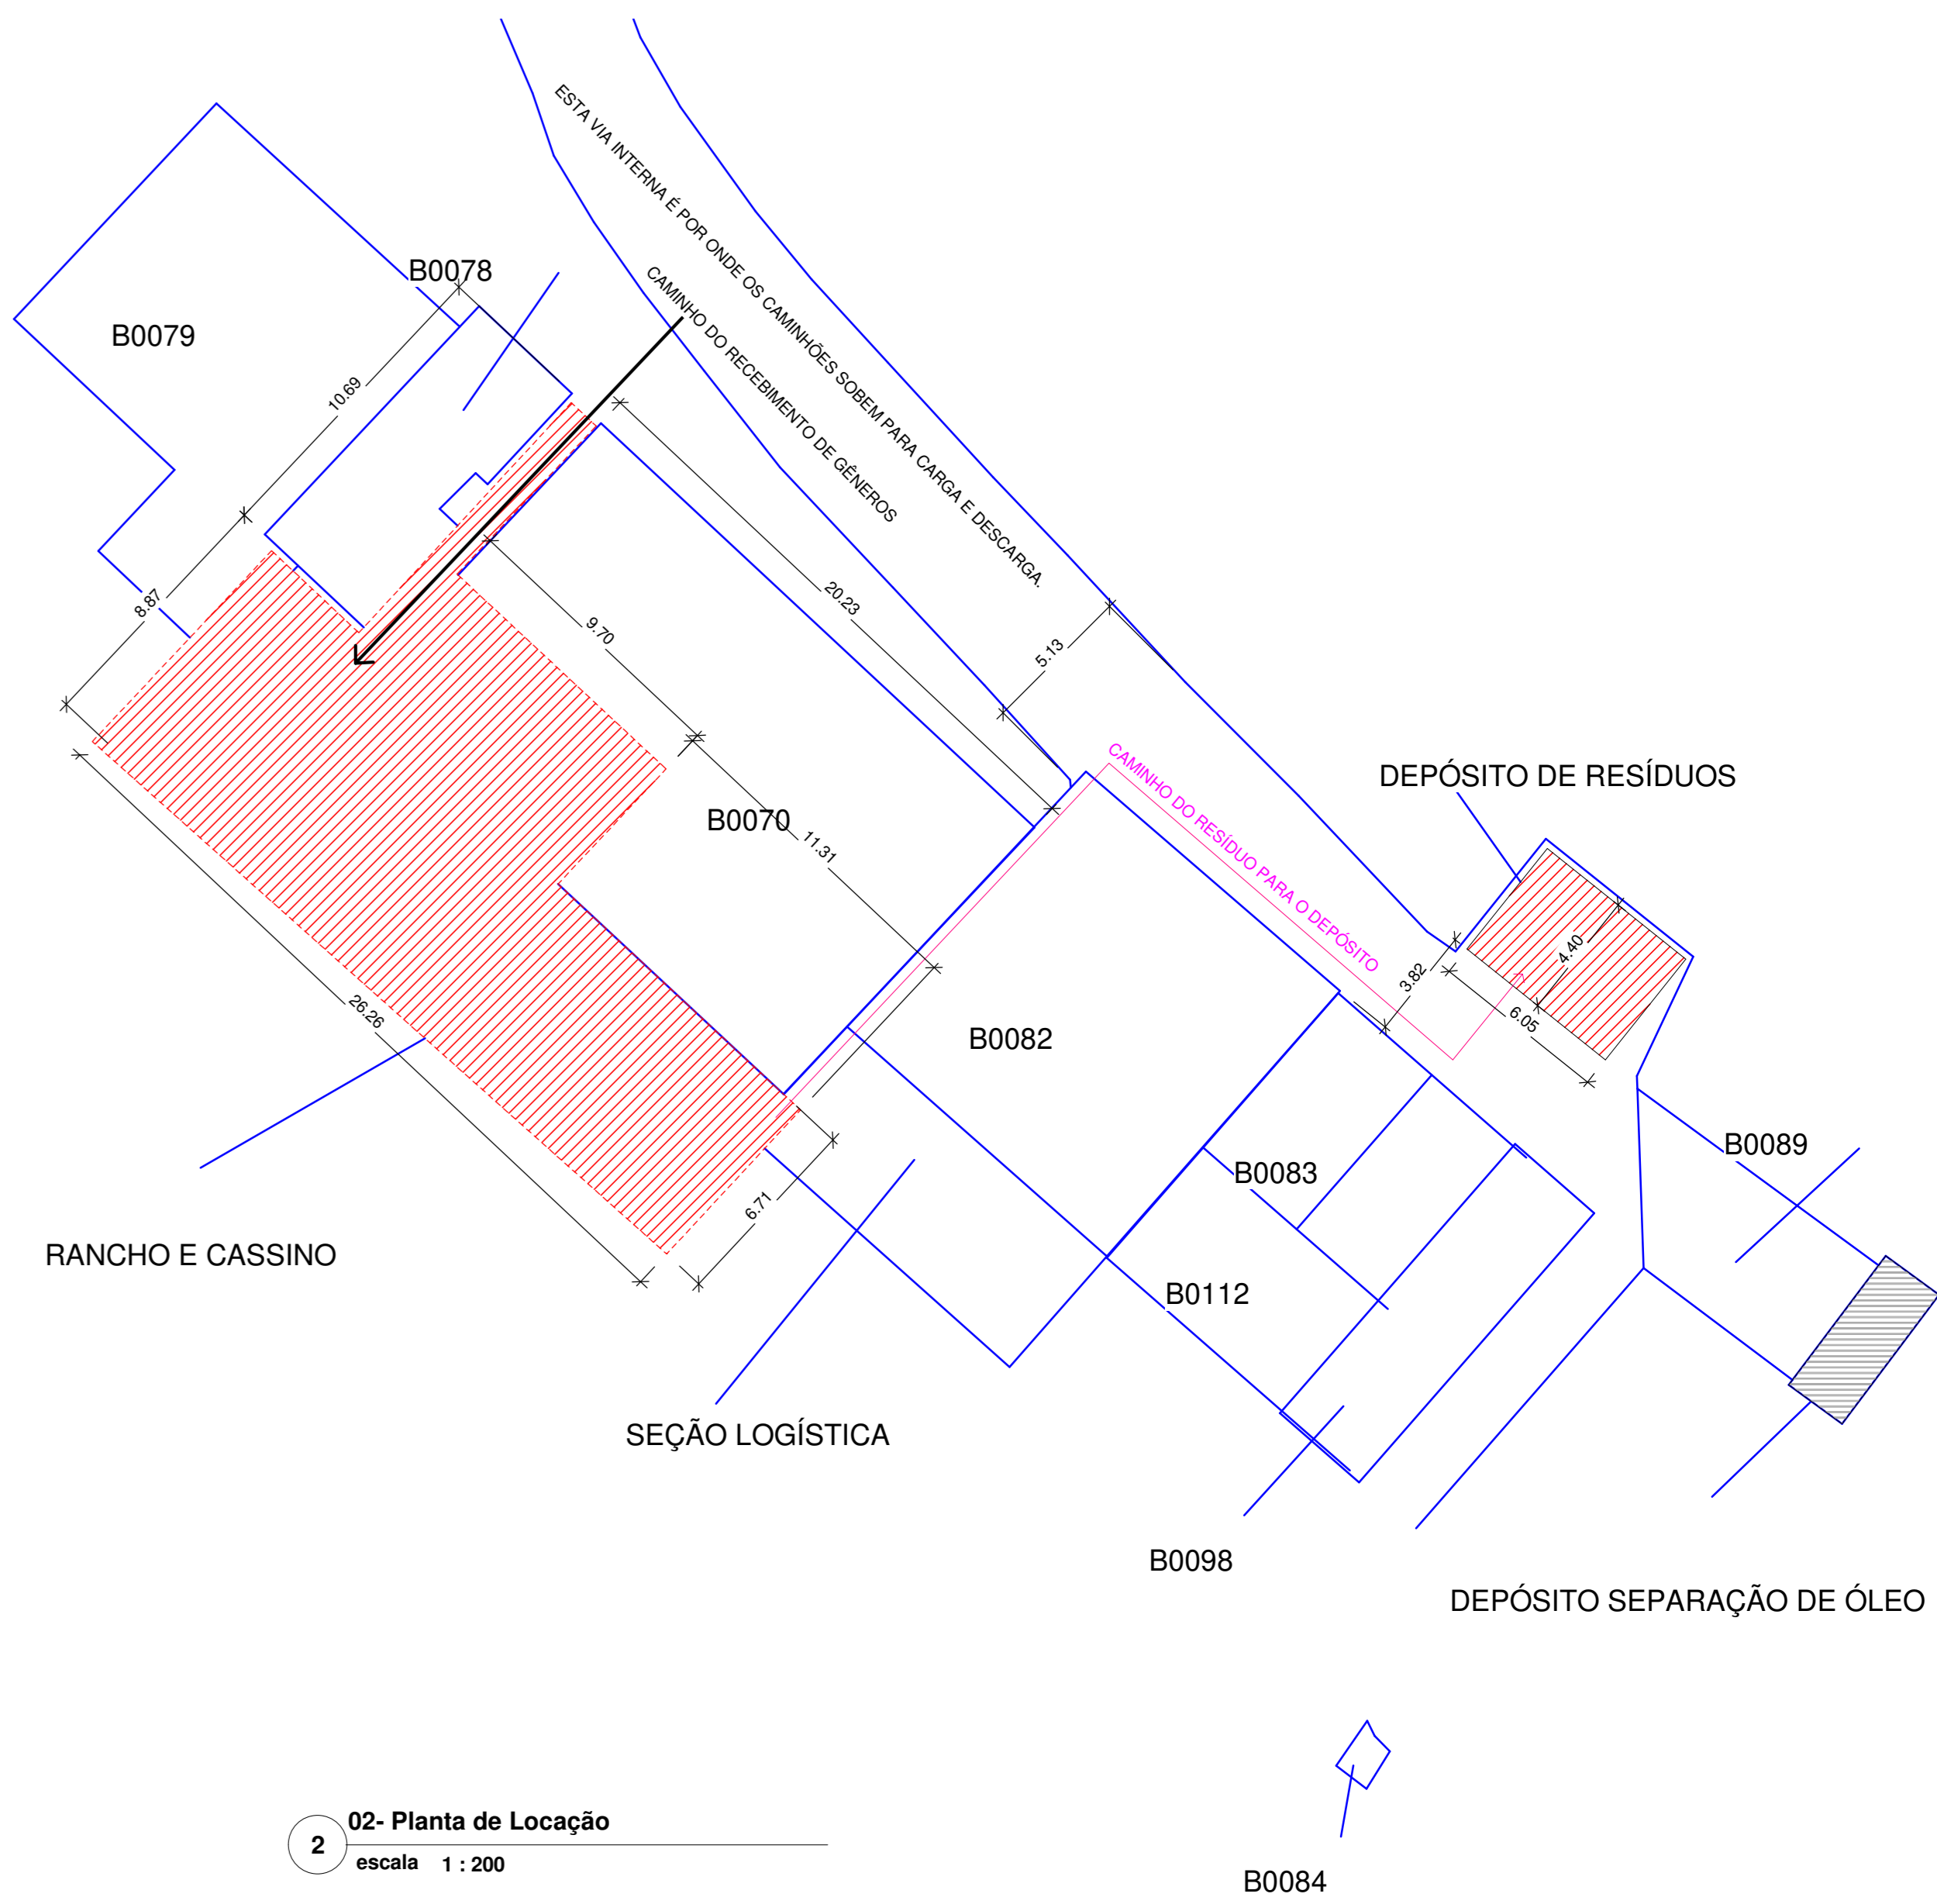 ESTA VIA INTERNA É POR ONDE OS CAMINHÕES SOBEM PARA CARGA E DESCARGA.
CAMINHO DO RECEBIMENTO DE GÊNEROS
B0078
B0079
10.69
8.87
20.23
9.70
5.13
CAMINHO DO RESÍDUO PARA O DEPÓSITO
DEPÓSITO DE RESÍDUOS
B0070
11.31
4.40
3.82
6.05
26.26
B0082
B0083
B0089
6.71
RANCHO E CASSINO
B0112
SEÇÃO LOGÍSTICA
B0098
DEPÓSITO SEPARAÇÃO DE ÓLEO
2
02- Planta de Locação
escala 1 : 200
B0084